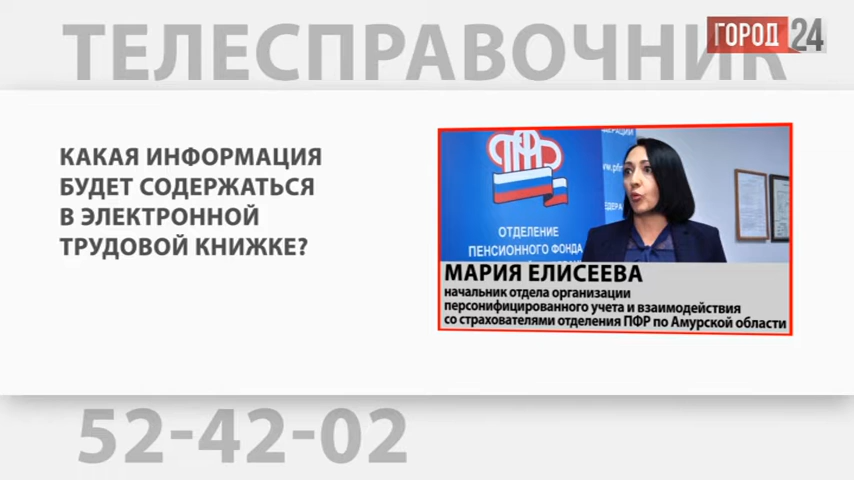 ТЕЛЕСПРАВОЧНИК
ГОРОД 24
КАКАЯ ИНФОРМАЦИЯ
БУДЕТ СОДЕРЖАТЬСЯ
В ЭЛЕКТРОННОЙ
ТРУДОВОЙ КНИЖКЕ?
ПФР
ОТДЕЛЕНИЕ
ПЕНСИОННОГО ФОНДА
МАРИЯ ЕЛИСЕЕВА
начальник отдела организации
персонифицированного учета и взаимодействия
со страхователями отделения ПФР по Амурской области
52-42-02